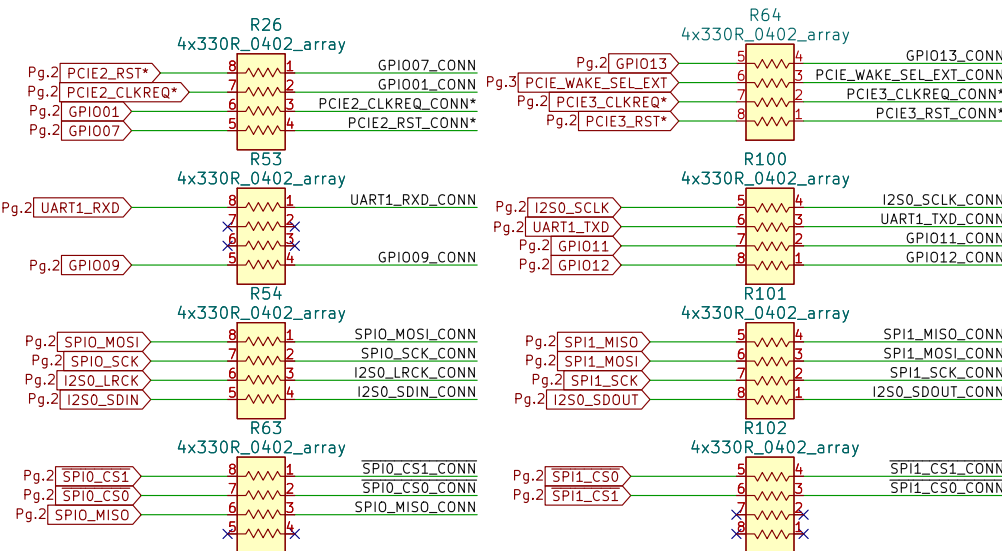 R26
4x330R_0402_array
Pg.2 PCIE2_RST* 8 1 GPIO07_CONN
Pg.2 PCIE2_CLKREQ* 7 2 GPIO01_CONN
Pg.2 GPIO01 6 3 PCIE2_CLKREQ_CONN*
Pg.2 GPIO07 5 4 PCIE2_RST_CONN*
R64
4x330R_0402_array
Pg.2 GPIO13 5 4 GPIO13_CONN
Pg.3 PCIE_WAKE_SEL_EXT 6 3 PCIE_WAKE_SEL_EXT_CONN
Pg.2 PCIE3_CLKREQ* 7 2 PCIE3_CLKREQ_CONN*
Pg.2 PCIE3_RST* 8 1 PCIE3_RST_CONN*
R53
4x330R_0402_array
Pg.2 UART1_RXD 8 1 UART1_RXD_CONN
7 2
6 3
Pg.2 GPIO09 5 4 GPIO09_CONN
R100
4x330R_0402_array
Pg.2 I2S0_SCLK 5 4 I2S0_SCLK_CONN
Pg.2 UART1_TXD 6 3 UART1_TXD_CONN
Pg.2 GPIO11 7 2 GPIO11_CONN
Pg.2 GPIO12 8 1 GPIO12_CONN
R54
4x330R_0402_array
Pg.2 SPI0_MOSI 8 1 SPI0_MOSI_CONN
Pg.2 SPI0_SCK 7 2 SPI0_SCK_CONN
Pg.2 I2S0_LRCK 6 3 I2S0_LRCK_CONN
Pg.2 I2S0_SDIN 5 4 I2S0_SDIN_CONN
R101
4x330R_0402_array
Pg.2 SPI1_MISO 5 4 SPI1_MISO_CONN
Pg.2 SPI1_MOSI 6 3 SPI1_MOSI_CONN
Pg.2 SPI1_SCK 7 2 SPI1_SCK_CONN
Pg.2 I2S0_SDOUT 8 1 I2S0_SDOUT_CONN
R63
4x330R_0402_array
Pg.2 SPI0_CS1 8 1 SPI0_CS1_CONN
Pg.2 SPI0_CS0 7 2 SPI0_CS0_CONN
Pg.2 SPI0_MISO 6 3 SPI0_MISO_CONN
5 4
R102
4x330R_0402_array
Pg.2 SPI1_CS0 5 4 SPI1_CS1_CONN
Pg.2 SPI1_CS1 6 3 SPI1_CS0_CONN
7 2
8 1